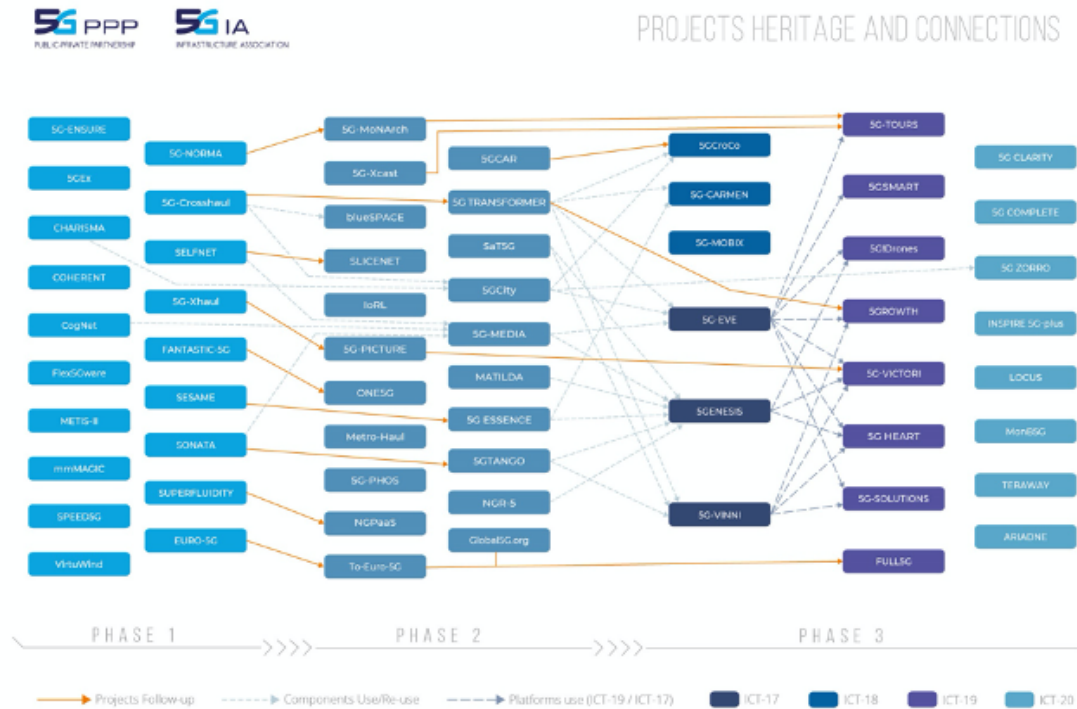 5G PPP
PUBLIC-PRIVATE PARTNERSHIP
5G IA
INFRASTRUCTURE ASSOCIATION
PROJECTS HERITAGE AND CONNECTIONS
5G-ENSURE
5GEx
CHARISMA
COHERENT
CogNet
Flex5Gware
METIS-II
mmMAGIC
SPEED5G
VirtuWind
5G-NORMA
5G-Crosshaul
SELFNET
5G-Xhaul
FANTASTIC-5G
SESAME
SONATA
SUPERFLUIDITY
EURO-5G
5G-MoNArch
5G-Xcast
blueSPACE
SLICENET
IoRL
5G-PICTURE
ONE5G
Metro-Haul
5G-PHOS
NGPaaS
To-Euro-5G
5GCAR
5G TRANSFORMER
SaT5G
5GCity
5G-MEDIA
MATILDA
5G ESSENCE
5GTANGO
NGR-5
Global5G.org
5GCroCo
5G-CARMEN
5G-MOBIX
5G-EVE
5GENESIS
5G-VINNI
5G-TOURS
5GSMART
5G!Drones
5GROWTH
5G-VICTORI
5G HEART
5G-SOLUTIONS
FULL5G
5G CLARITY
5G COMPLETE
5G ZORRO
INSPIRE 5G-plus
LOCUS
MonB5G
TERAWAY
ARIADNE
PHASE 1
PHASE 2
PHASE 3
Projects Follow-up
Components Use/Re-use
Platforms use (ICT-19 / ICT-17)
ICT-17
ICT-18
ICT-19
ICT-20